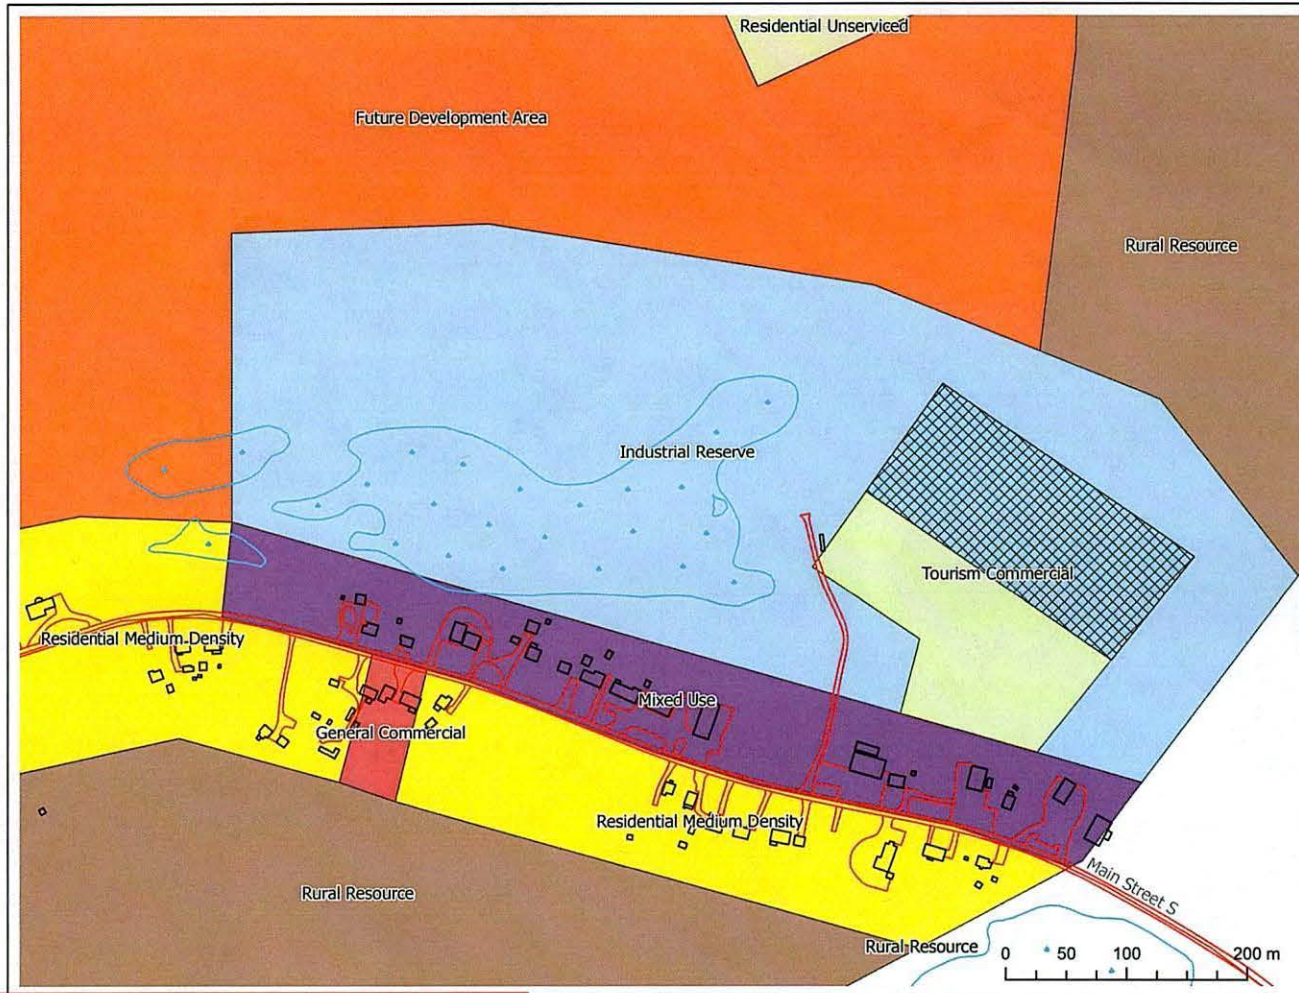 Residential Unserviced
Future Development Area
Rural Resource
Industrial Reserve
Tourism Commercial
Residential Medium Density
Mixed Use
General Commercial
Residential Medium Density
Main Street S
Rural Resource
Rural Resource
0 50 100 200 m